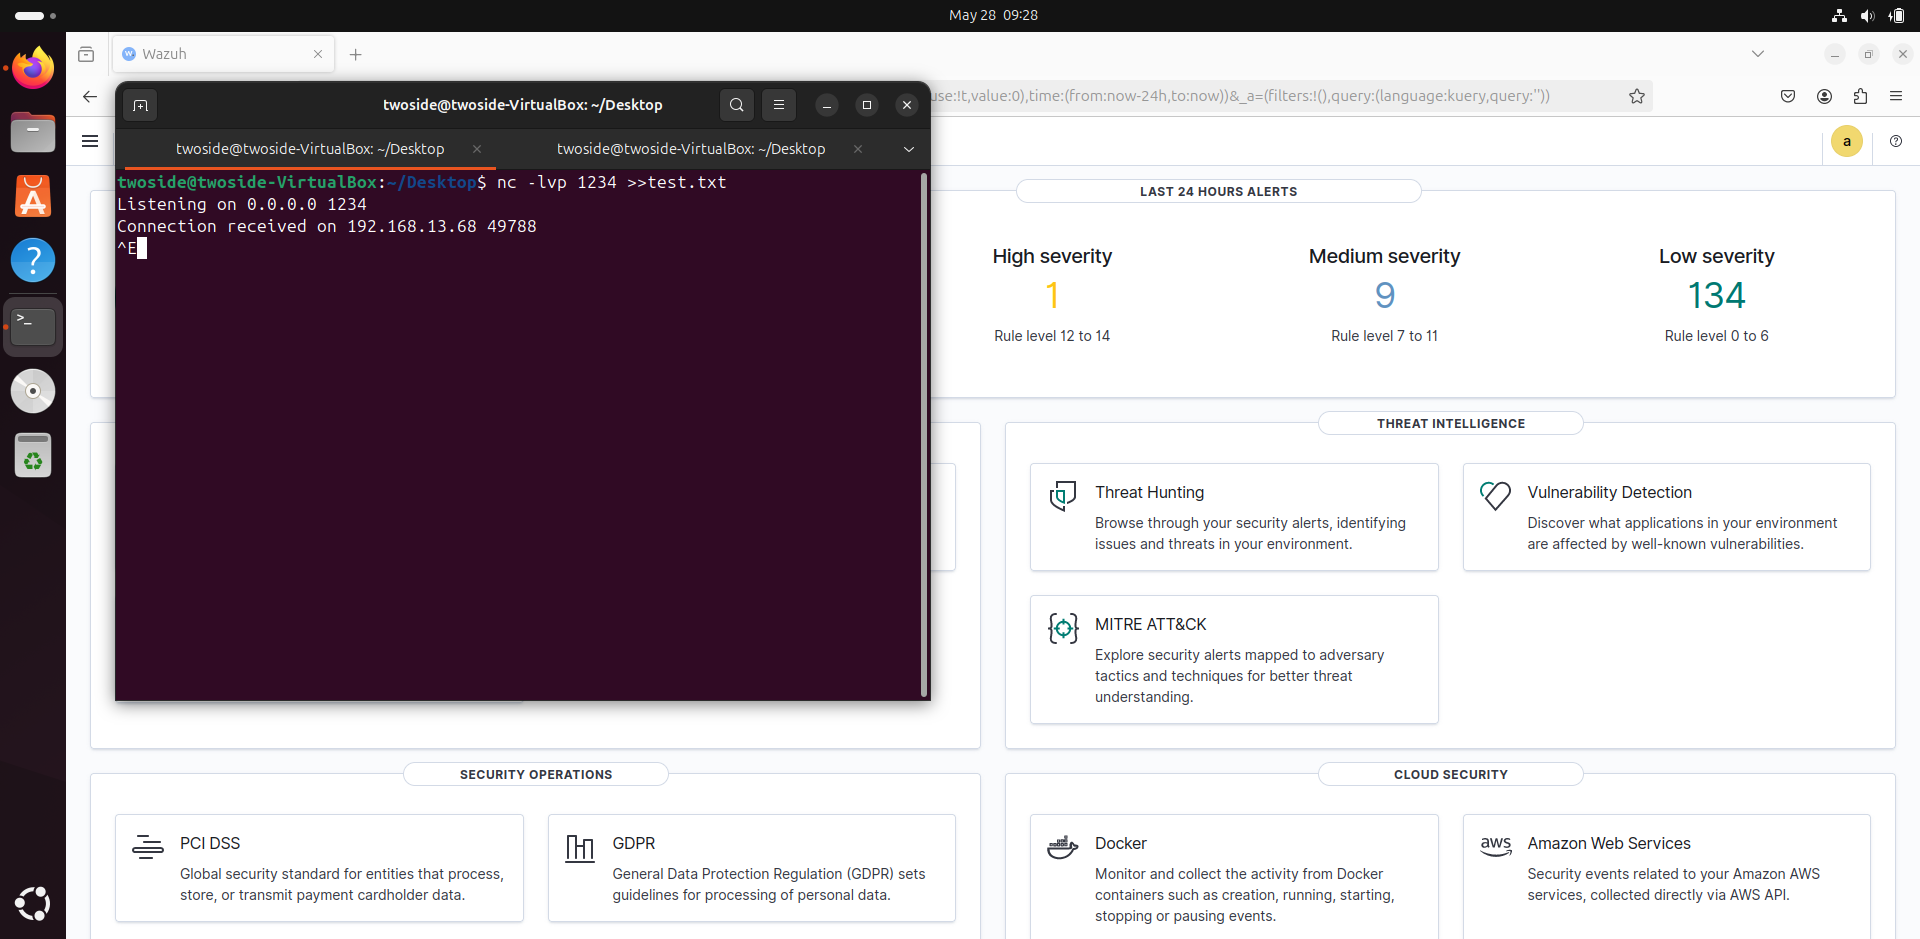 May 28 09:28
Wazuh
use:!t,value:0),time:(from:now-24h,to:now))&_a=(filters:!(),query:(language:kuery,query:''))
twoside@twoside-VirtualBox: ~/Desktop
twoside@twoside-VirtualBox: ~/Desktop
twoside@twoside-VirtualBox: ~/Desktop
a
twoside@twoside-VirtualBox:~/Desktop$ nc -lvp 1234 >>test.txt
Listening on 0.0.0.0 1234
Connection received on 192.168.13.68 49788
^E
LAST 24 HOURS ALERTS
High severity
1
Rule level 12 to 14
Medium severity
9
Rule level 7 to 11
Low severity
134
Rule level 0 to 6
THREAT INTELLIGENCE
Threat Hunting
Browse through your security alerts, identifying
issues and threats in your environment.
Vulnerability Detection
Discover what applications in your environment
are affected by well-known vulnerabilities.
MITRE ATT&CK
Explore security alerts mapped to adversary
tactics and techniques for better threat
understanding.
SECURITY OPERATIONS
PCI DSS
Global security standard for entities that process,
store, or transmit payment cardholder data.
GDPR
General Data Protection Regulation (GDPR) sets
guidelines for processing of personal data.
CLOUD SECURITY
Docker
Monitor and collect the activity from Docker
containers such as creation, running, starting,
stopping or pausing events.
aws
Amazon Web Services
Security events related to your Amazon AWS
services, collected directly via AWS API.